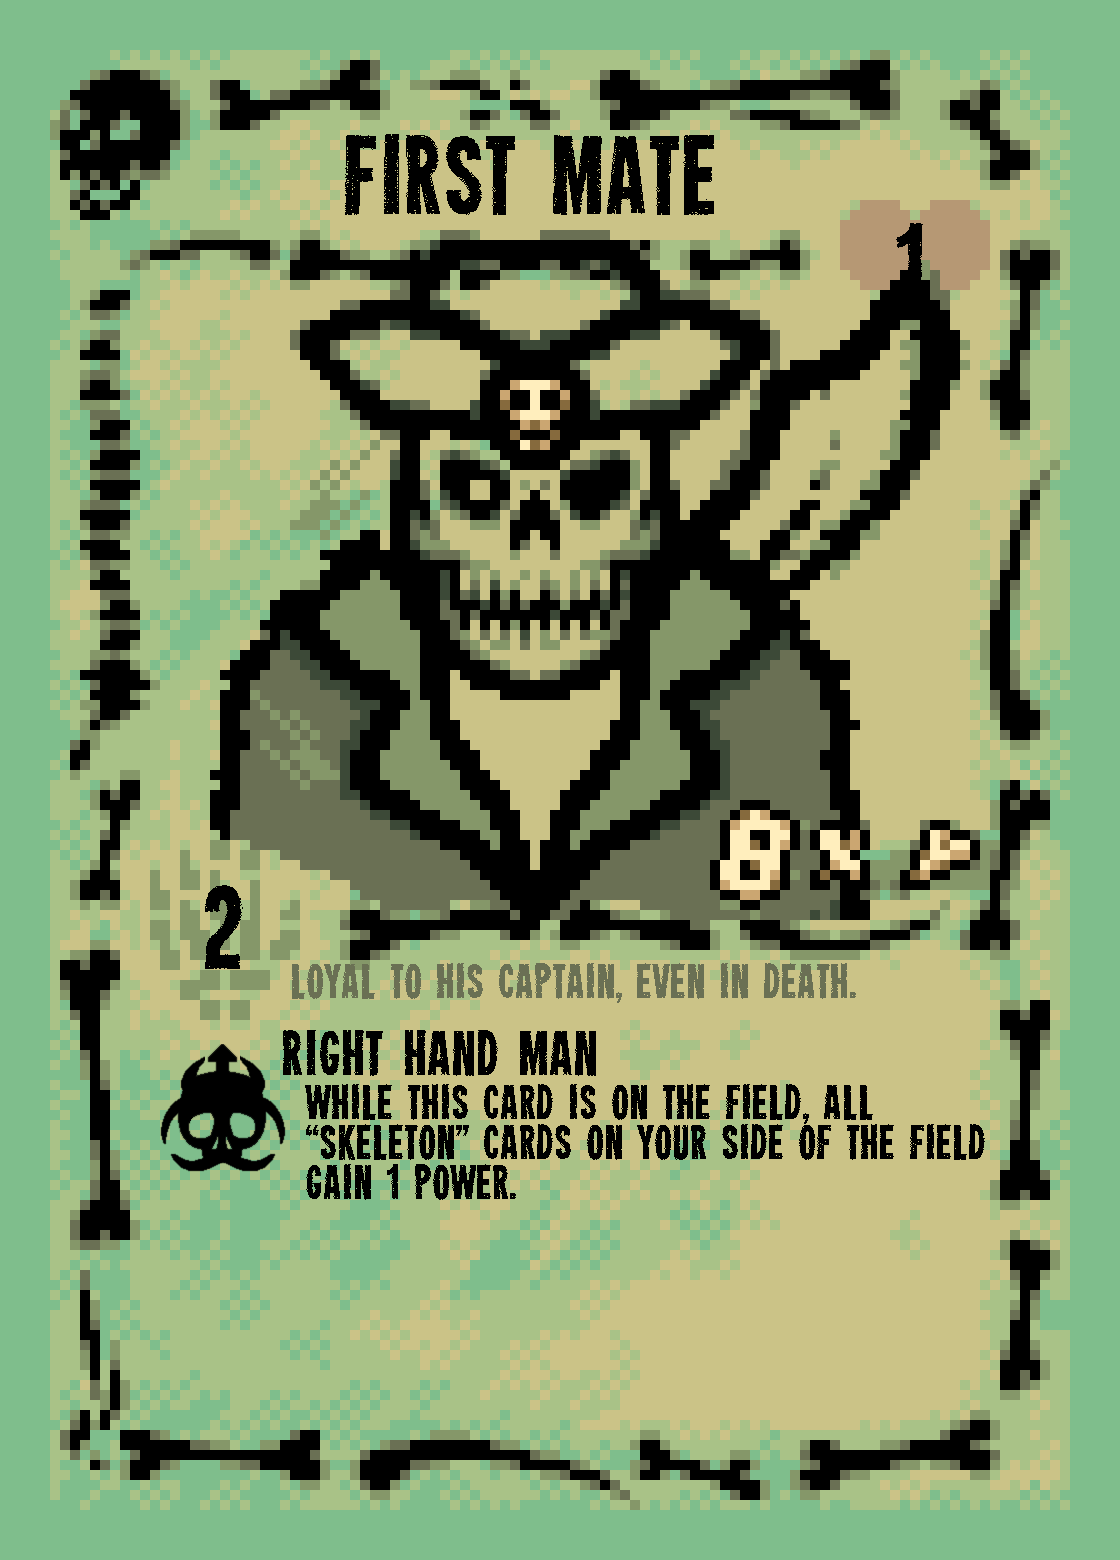 FIRST MATE
1
8 X
2
LOYAL TO HIS CAPTAIN, EVEN IN DEATH.
RIGHT HAND MAN
WHILE THIS CARD IS ON THE FIELD, ALL
“SKELETON” CARDS ON YOUR SIDE OF THE FIELD
GAIN 1 POWER.